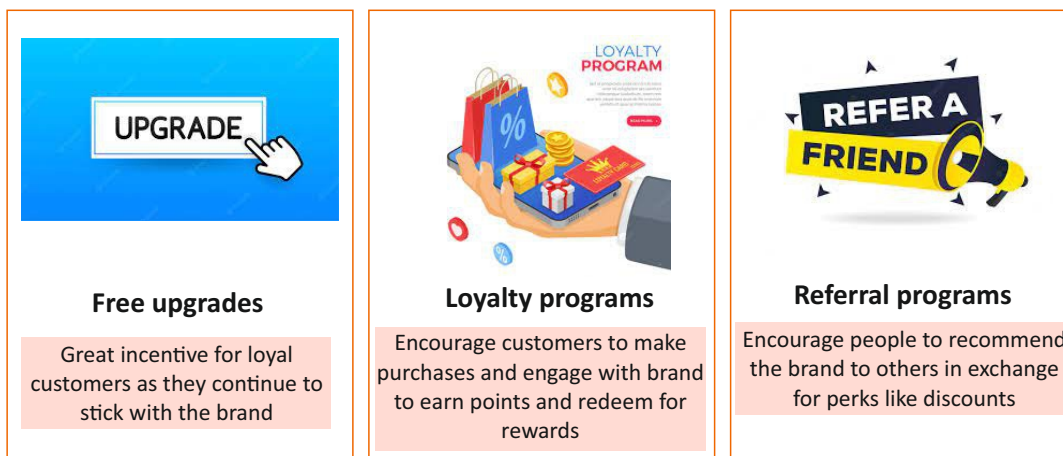 UPGRADE
Free upgrades
Great incentive for loyal
customers as they continue to
stick with the brand
LOYALTY
PROGRAM
LOYALTY CARD
Loyalty programs
Encourage customers to make
purchases and engage with brand
to earn points and redeem for
rewards
REFER A
FRIEND
Referral programs
Encourage people to recommend
the brand to others in exchange
for perks like discounts